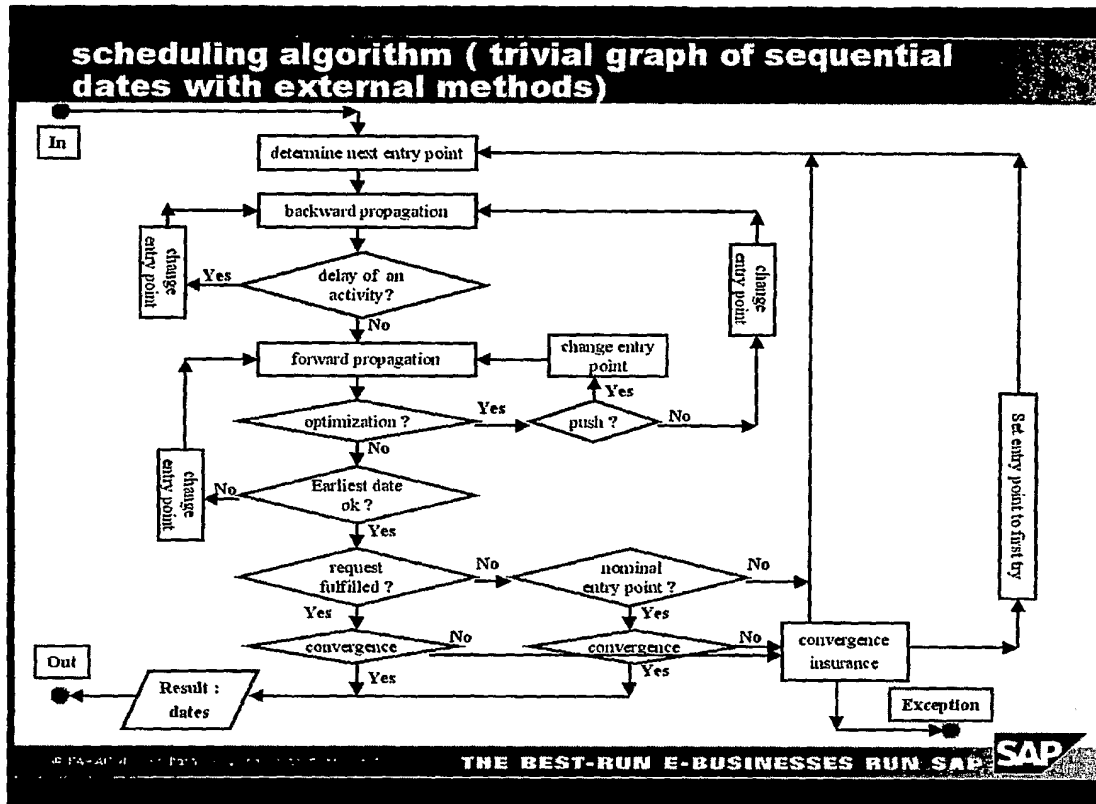 scheduling algorithm ( trivial graph of sequential
dates with external methods)
In
determine next entry point
backward propagation
change
entry point
Yes
delay of an
activity?
change
entry point
No
forward propagation
change entry
point
Yes
optimization ?
Yes
push ?
No
No
change
entry point
No
Earliest date
ok ?
Set entry point to first try
Yes
request
fulfilled ?
No
nominal
entry point ?
No
Yes
Yes
convergence
No
convergence
No
convergence
insurance
Out
Yes
Yes
Result :
dates
Exception
THE BEST-RUN E-BUSINESSES RUN SAP
SAP